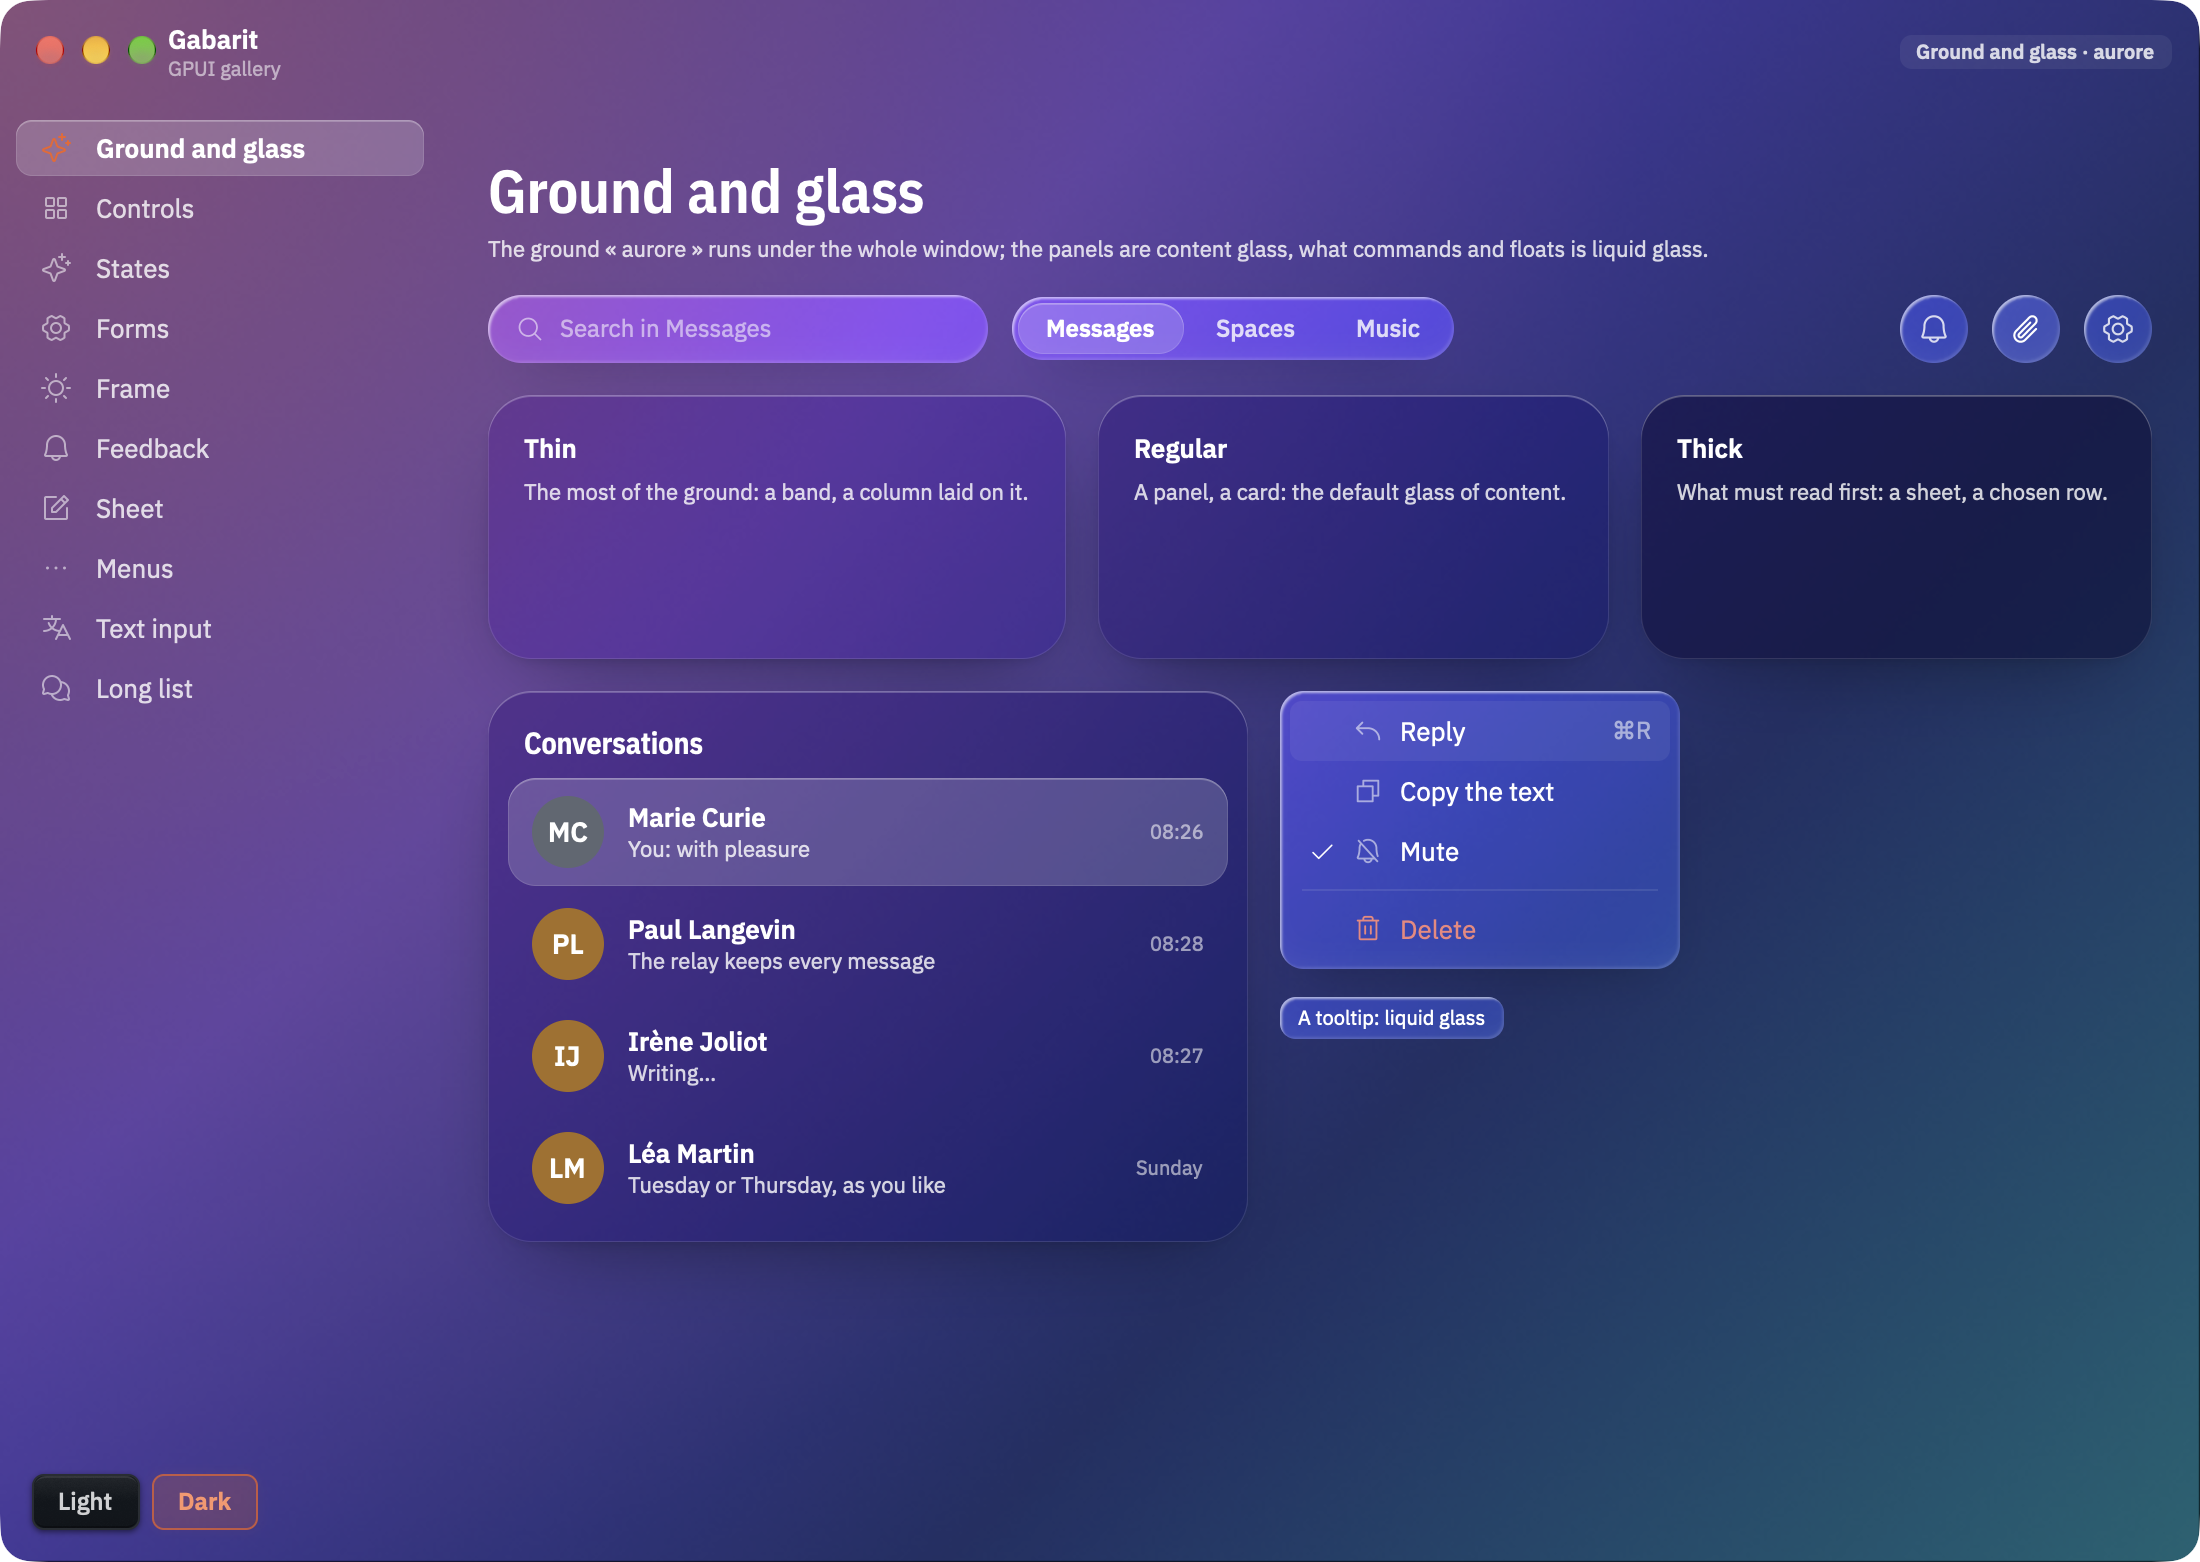 Gabarit
GPUI gallery
Ground and glass · aurore
Ground and glass
Controls
States
Forms
Frame
Feedback
Sheet
Menus
Text input
Long list
Light
Dark
Ground and glass
The ground « aurore » runs under the whole window; the panels are content glass, what commands and floats is liquid glass.
Search in Messages
Messages
Spaces
Music
Thin
The most of the ground: a band, a column laid on it.
Regular
A panel, a card: the default glass of content.
Thick
What must read first: a sheet, a chosen row.
Conversations
MC
Marie Curie
You: with pleasure
08:26
PL
Paul Langevin
The relay keeps every message
08:28
IJ
Irène Joliot
Writing…
08:27
LM
Léa Martin
Tuesday or Thursday, as you like
Sunday
Reply ⌘R
Copy the text
Mute
Delete
A tooltip: liquid glass